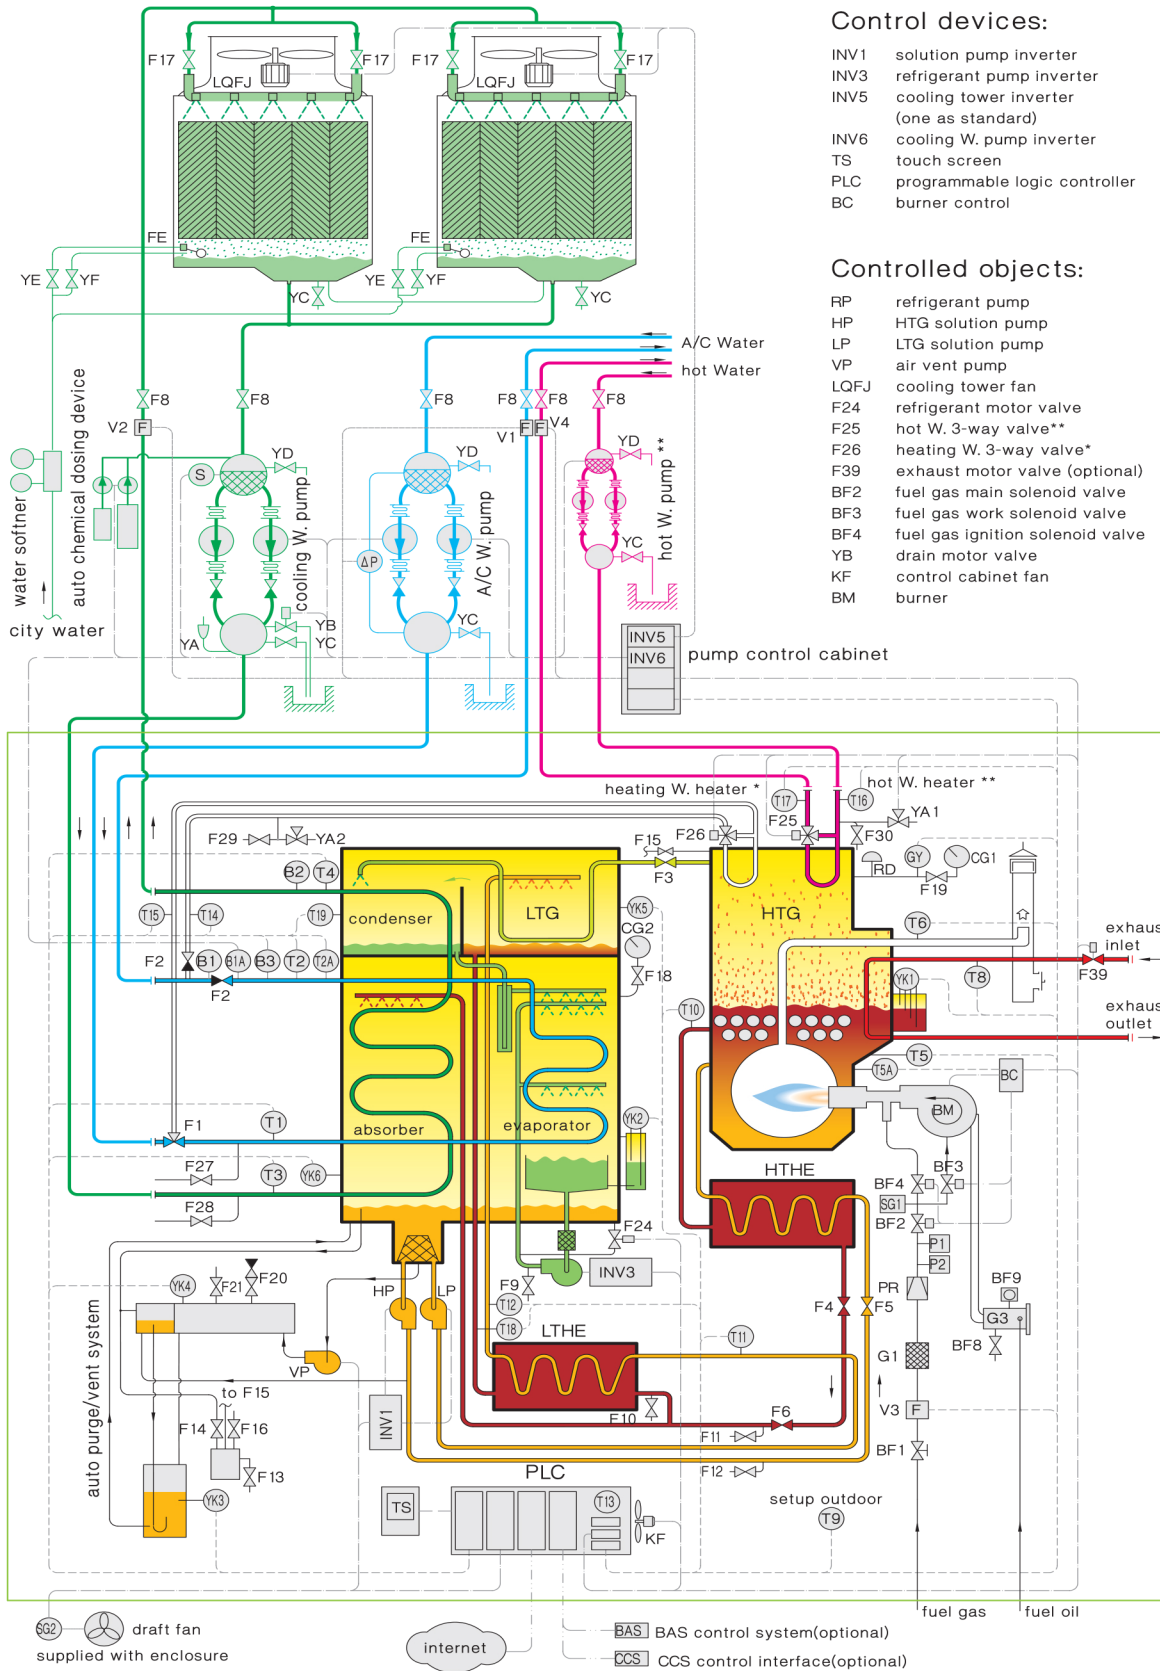 Control devices:
INV1 solution pump inverter
INV3 refrigerant pump inverter
INV5 cooling tower inverter
(one as standard)
INV6 cooling W. pump inverter
TS touch screen
PLC programmable logic controller
BC burner control
Controlled objects:
RP refrigerant pump
HP HTG solution pump
LP LTG solution pump
VP air vent pump
LQFJ cooling tower fan
F24 refrigerant motor valve
F25 hot W. 3-way valve**
F26 heating W. 3-way valve*
F39 exhaust motor valve (optional)
BF2 fuel gas main solenoid valve
BF3 fuel gas work solenoid valve
BF4 fuel gas ignition solenoid valve
YB drain motor valve
KF control cabinet fan
BM burner
F17 F17 F17 F17
LQFJ LQFJ
FE FE
YE YF YE YF
YC YC
A/C Water
hot Water
F8 F8 F8 F8 F8 F8
V2 F V1 F F V4
YD YD YD
S
water softner
auto chemical dosing device
cooling W. pump
A/C W. pump
hot W. pump **
ΔP
YC
city water
YA YB YC YC
INV5
INV6
pump control cabinet
heating W. heater *
hot W. heater **
T17 T16
F25 YA1
F29 YA2 F26 F30
F15
F3
RD GY CG1
F19
B2 T4
condenser
LTG
HTG
T15 T14 T19
YK5
CG2
T6
exhaus
inlet
F2 B1 B1A B3 T2 T2A
F2
F18
T8 F39
YK1
T10
exhaus
outlet
T5
T5A
BC
BM
F1 T1
absorber
evaporator
YK2
F27
T3 YK6
F28
HTHE
BF4 BF3
SG1
BF2
P1
P2
F24
INV3
F9
F20
F21
YK4
HP LP
T12
T18
LTHE
T11
F4 F5
PR
BF9
G3
BF8
G1
VP
auto purge/vent system
to F15
F14 F16
F13
INV1
F10
F6
F11
F12
V3 F
BF1
YK3
PLC
TS
T13
KF
setup outdoor
T9
fuel gas
fuel oil
SG2
draft fan
supplied with enclosure
internet
BAS BAS control system(optional)
CCS CCS control interface(optional)